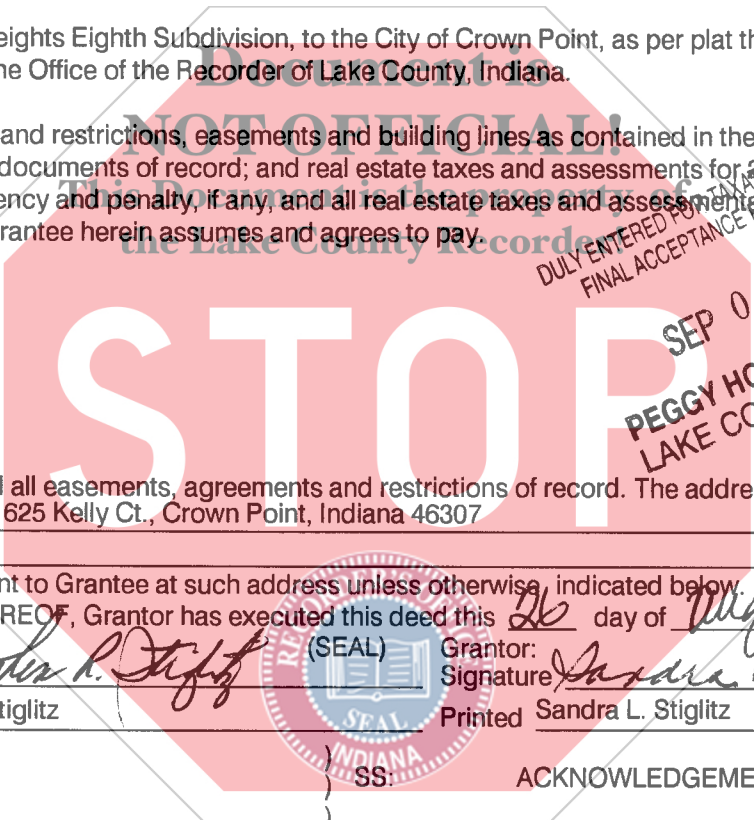 eights Eighth Subdivision, to the City of Crown Point, as per plat th
ne Office of the Recorder of Lake County, Indiana.
Document is
NOT OFFICIAL!
This Document is the property of
the Lake County Recorder!
and restrictions, easements and building lines as contained in the
documents of record; and real estate taxes and assessments for
ency and penalty, if any, and all real estate taxes and assessments
rantee herein assumes and agrees to pay.
DULY ENTERED FOR TAXA
FINAL ACCEPTANCE
SEP 0
PEGGY HO
LAKE CO
STOP
all easements, agreements and restrictions of record. The addre
625 Kelly Ct., Crown Point, Indiana 46307
nt to Grantee at such address unless otherwise indicated below.
REOF, Grantor has executed this deed this 26 day of
R. Stiglitz (SEAL) Grantor:
Signature Sandra
tiglitz Printed Sandra L. Stiglitz
RECORDER'S OFFICE
SEAL
INDIANA
) SS: ACKNOWLEDGEME
)